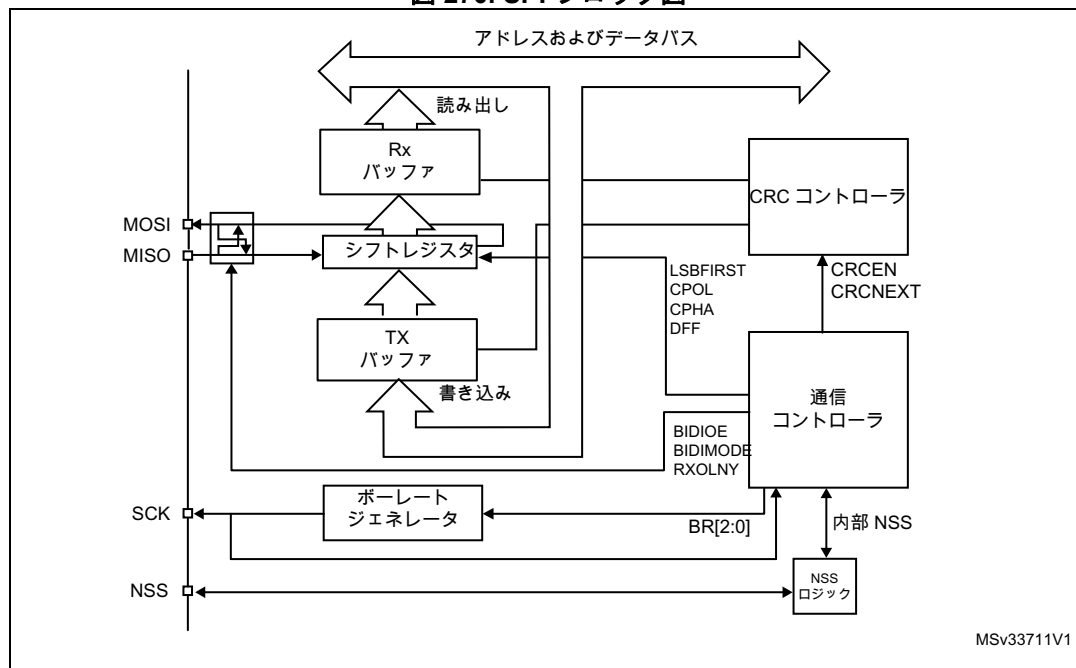 アドレスおよびデータバス
読み出し
Rx
バッファ
CRC コントローラ
MOSI
MISO
シフトレジスタ
LSBFIRST
CPOL
CPHA
DFF
CRCEN
CRCNEXT
TX
バッファ
書き込み
通信
コントローラ
BIDIOE
BIDIMODE
RXOLNY
ボーレート
ジェネレータ
SCK
BR[2:0]
内部 NSS
NSS
NSS
ロジック
MSv33711V1